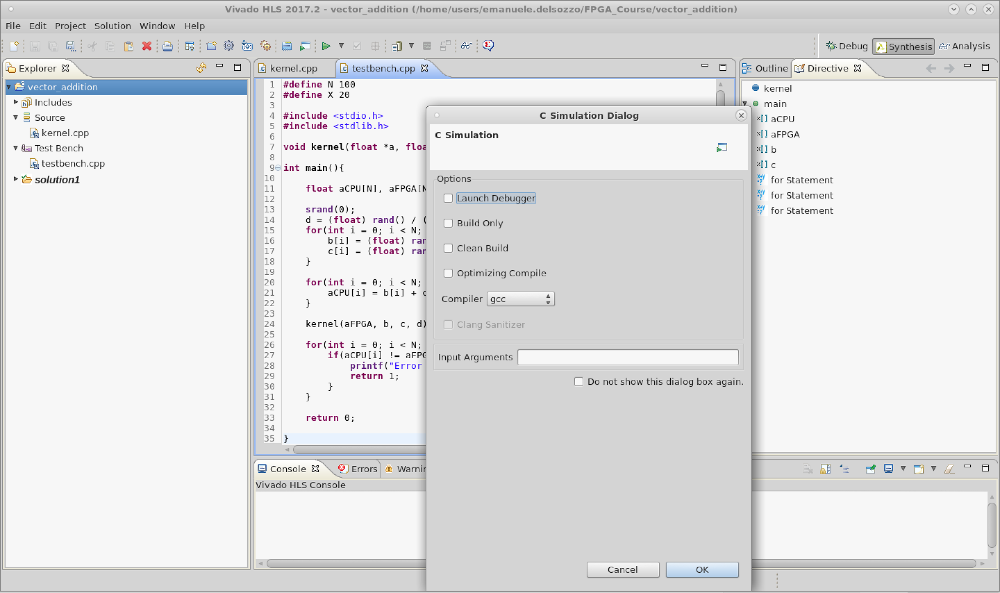 Vivado HLS 2017.2 - vector_addition (/home/users/emanuele.delsozzo/FPGA_Course/vector_addition)
File Edit Project Solution Window Help
Debug Synthesis Analysis
Explorer
vector_addition
Includes
Source
kernel.cpp
Test Bench
testbench.cpp
solution1
kernel.cpp testbench.cpp
1 #define N 100
2 #define X 20
3
4 #include <stdio.h>
5 #include <stdlib.h>
6
7 void kernel(float *a,
8
9 int main(){
10
11 float aCPU[N],
12
13 srand(0);
14 d = (float) rand() / (
15 for(int i = 0; i < N;
16 b[i] = (float)
17 c[i] = (float)
18 }
19
20 for(int i = 0; i < N;
21 aCPU[i] = b[i] +
22 }
23
24 kernel(aFPGA, b, c, d)
25
26 for(int i = 0; i < N;
27 if(aCPU[i] !=
28 printf("Error
29 return 1;
30 }
31 }
32
33 return 0;
34
35 }
C Simulation Dialog
C Simulation
Options
Launch Debugger
Build Only
Clean Build
Optimizing Compile
Compiler gcc
Clang Sanitizer
Input Arguments
Do not show this dialog box again.
Cancel OK
Outline Directive
kernel
main
x[] aCPU
x[] aFPGA
x[] b
x[] c
for Statement
for Statement
for Statement
Console Errors
Vivado HLS Console